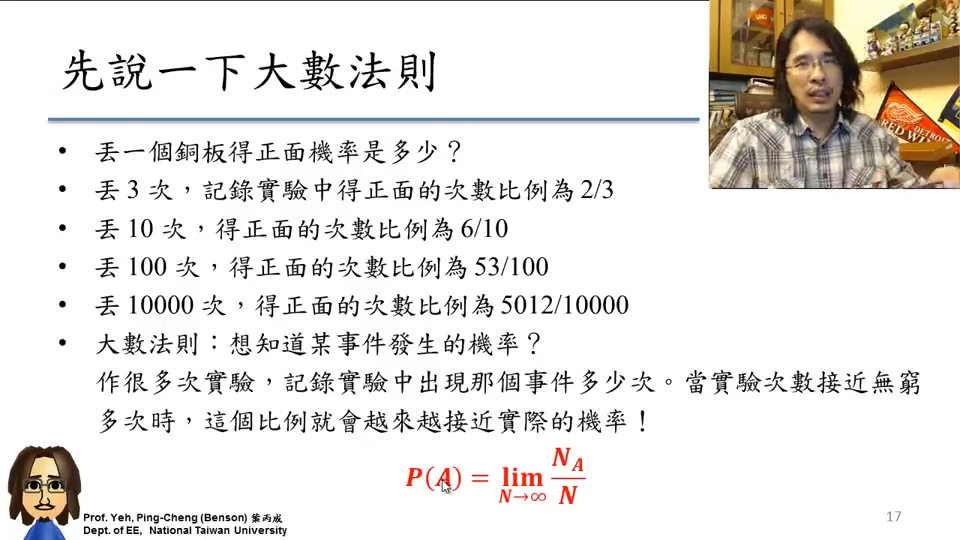 先說一下大數法則
• 丟一個銅板得正面機率是多少？
• 丟 3 次，記錄實驗中得正面的次數比例為 2/3
• 丟 10 次，得正面的次數比例為 6/10
• 丟 100 次，得正面的次數比例為 53/100
• 丟 10000 次，得正面的次數比例為 5012/10000
• 大數法則：想知道某事件發生的機率？
作很多次實驗，記錄實驗中出現那個事件多少次。當實驗次數接近無窮
多次時，這個比例就會越來越接近實際的機率！
P(A) = lim_{N→∞} N_A / N
Prof. Yeh, Ping-Cheng (Benson) 葉丙成
Dept. of EE, National Taiwan University
17
DETROIT
RED WI